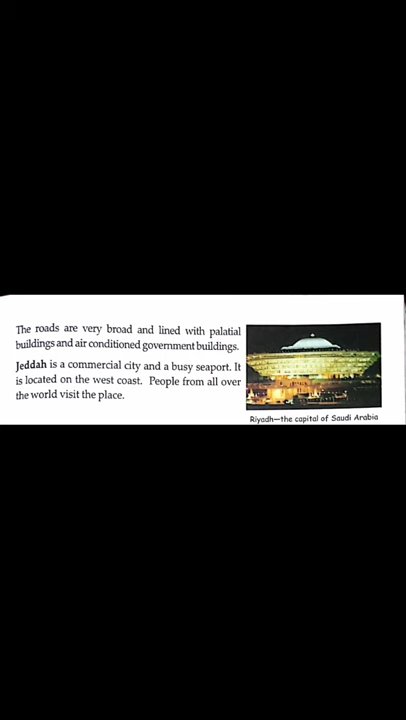 The roads are very broad and lined with palatial
buildings and air conditioned government buildings.
Jeddah is a commercial city and a busy seaport. It
is located on the west coast. People from all over
the world visit the place.
Riyadh—the capital of Saudi Arabia